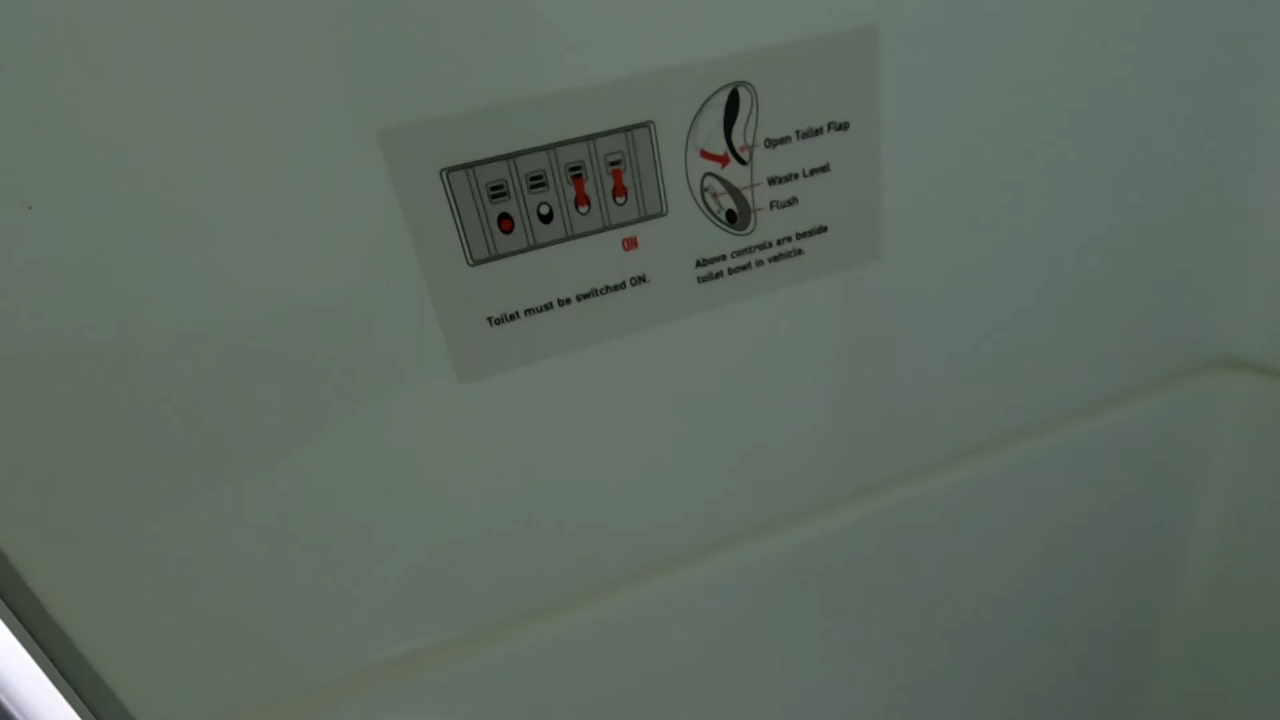 ON
Toilet must be switched ON.
Open Toilet Flap
Waste Level
Flush
Above controls are beside
toilet bowl in vehicle.